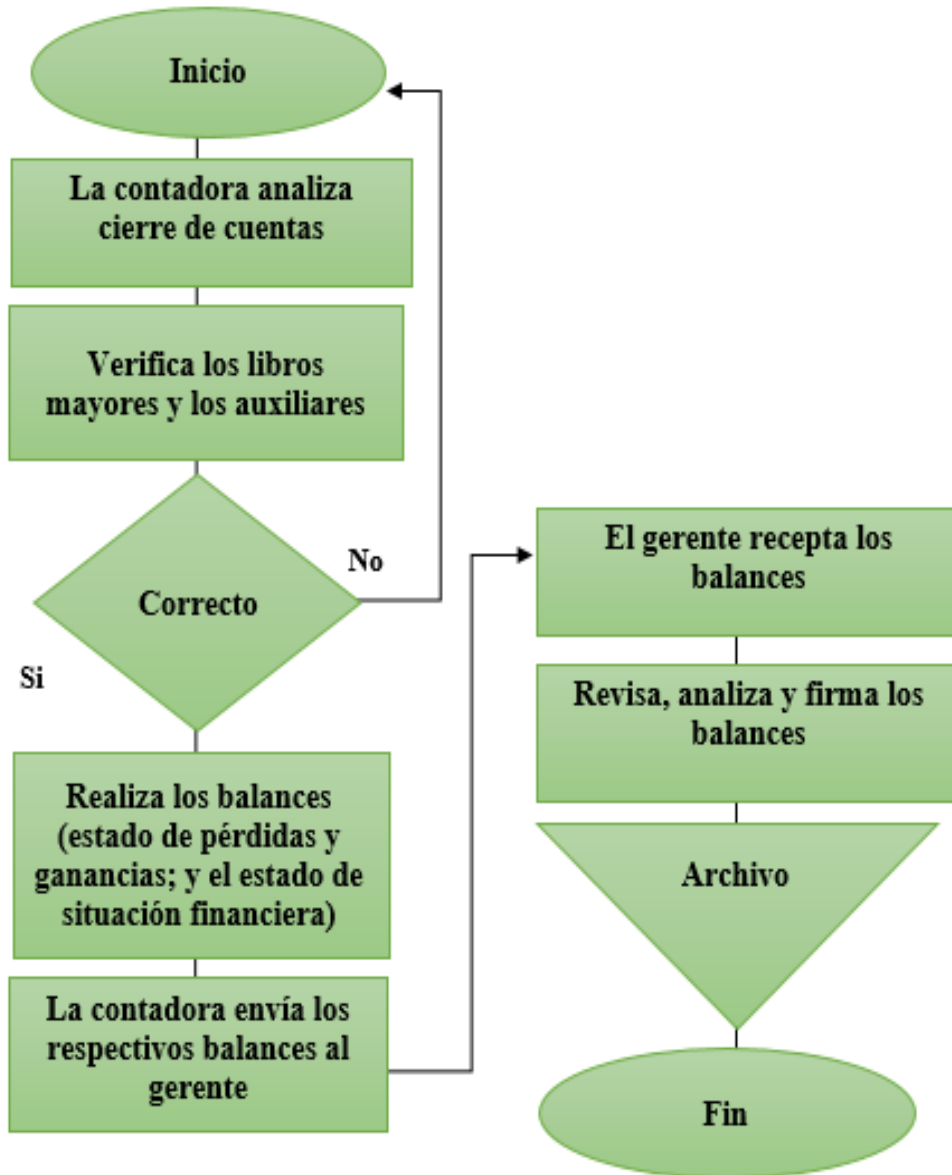 Inicio
La contadora analiza
cierre de cuentas
Verifica los libros
mayores y los auxiliares
Correcto
No
Si
Realiza los balances
(estado de pérdidas y
ganancias; y el estado de
situación financiera)
La contadora envía los
respectivos balances al
gerente
El gerente recepta los
balances
Revisa, analiza y firma los
balances
Archivo
Fin